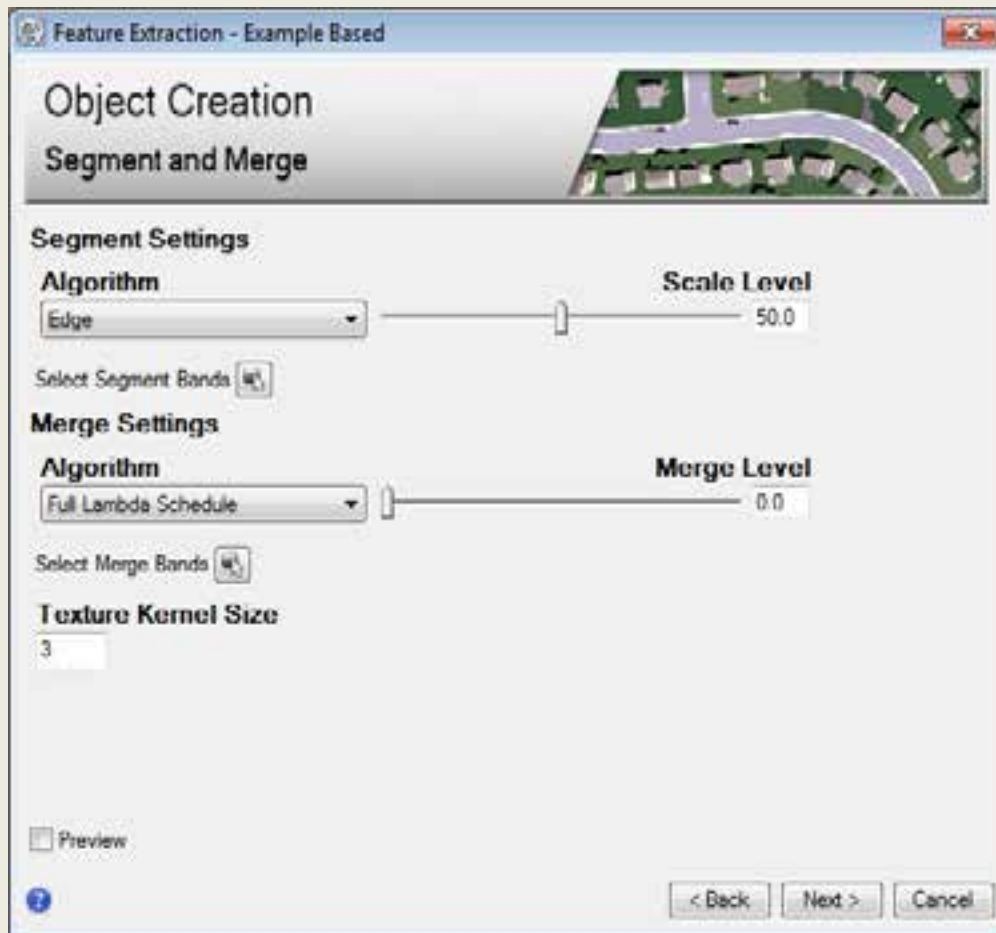 Feature Extraction - Example Based
Object Creation
Segment and Merge
Segment Settings
Algorithm
Scale Level
Edge
50.0
Select Segment Bands
Merge Settings
Algorithm
Merge Level
Full Lambda Schedule
0.0
Select Merge Bands
Texture Kernel Size
3
Preview
?
< Back
Next >
Cancel